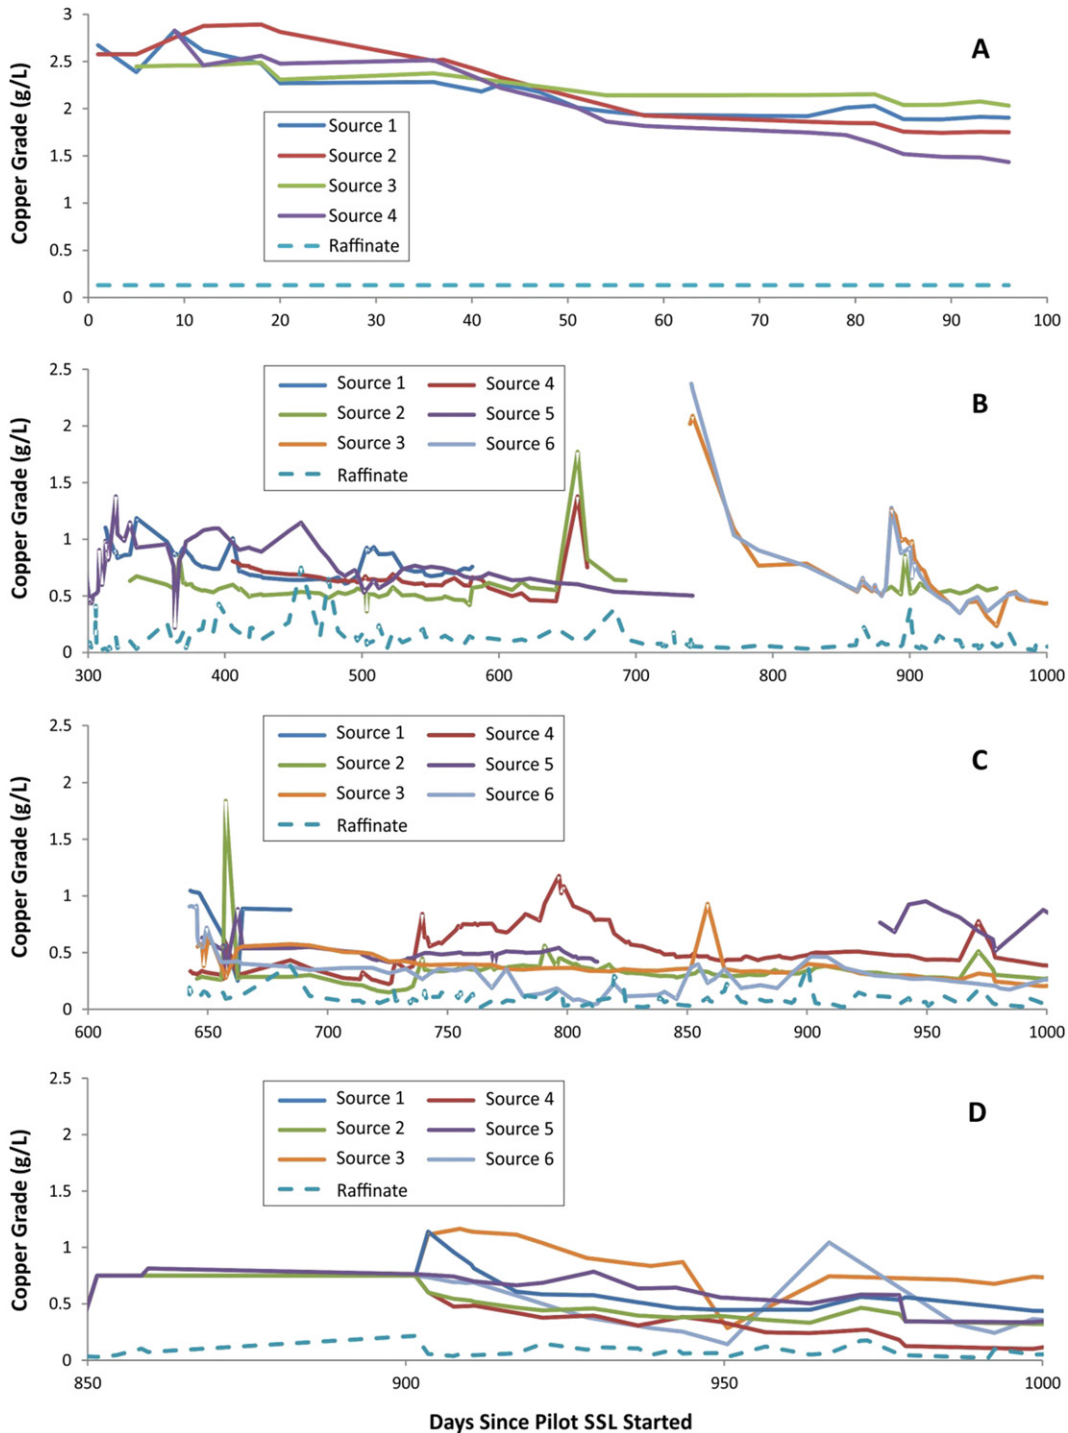 A
Copper Grade (g/L)
3
2.5
2
1.5
1
0.5
0
Source 1
Source 2
Source 3
Source 4
Raffinate
0 10 20 30 40 50 60 70 80 90 100
B
Copper Grade (g/L)
2.5
2
1.5
1
0.5
0
Source 1 Source 4
Source 2 Source 5
Source 3 Source 6
Raffinate
300 400 500 600 700 800 900 1000
C
Copper Grade (g/L)
2.5
2
1.5
1
0.5
0
Source 1 Source 4
Source 2 Source 5
Source 3 Source 6
Raffinate
600 650 700 750 800 850 900 950 1000
D
Copper Grade (g/L)
2.5
2
1.5
1
0.5
0
Source 1 Source 4
Source 2 Source 5
Source 3 Source 6
Raffinate
850 900 950 1000
Days Since Pilot SSL Started